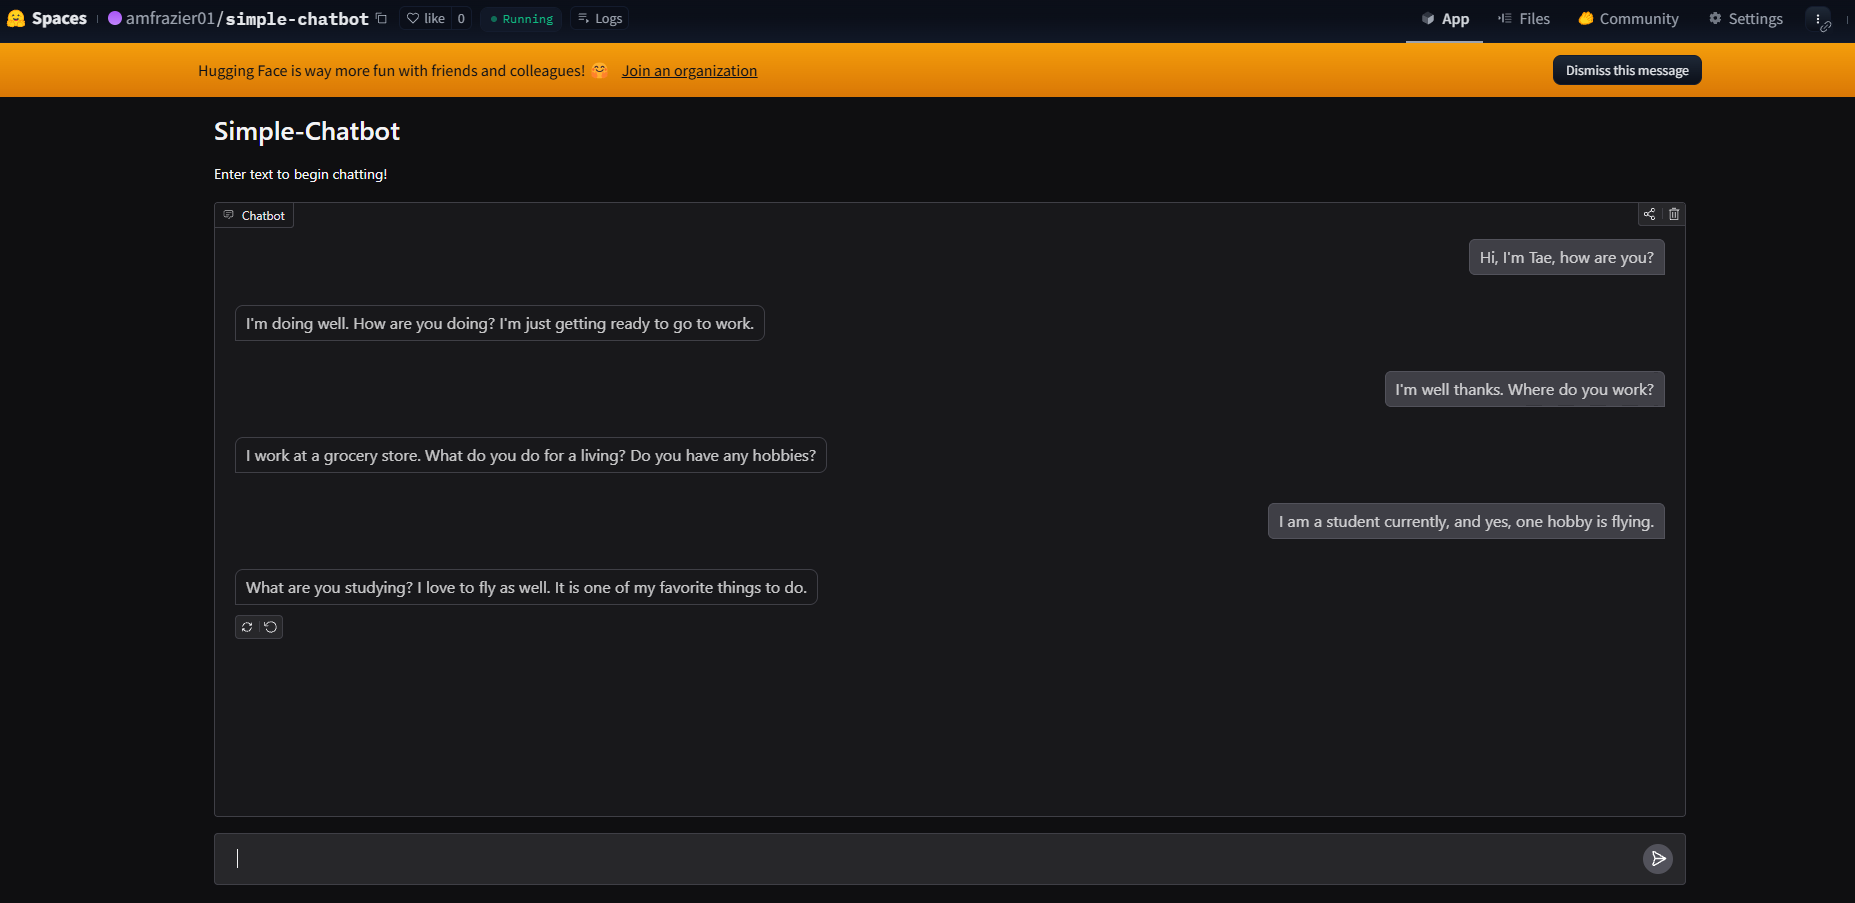 Spaces amfrazier01/simple-chatbot like 0 Running Logs App Files Community Settings
Hugging Face is way more fun with friends and colleagues! 🤗 Join an organization Dismiss this message
Simple-Chatbot
Enter text to begin chatting!
Chatbot
Hi, I'm Tae, how are you?
I'm doing well. How are you doing? I'm just getting ready to go to work.
I'm well thanks. Where do you work?
I work at a grocery store. What do you do for a living? Do you have any hobbies?
I am a student currently, and yes, one hobby is flying.
What are you studying? I love to fly as well. It is one of my favorite things to do.